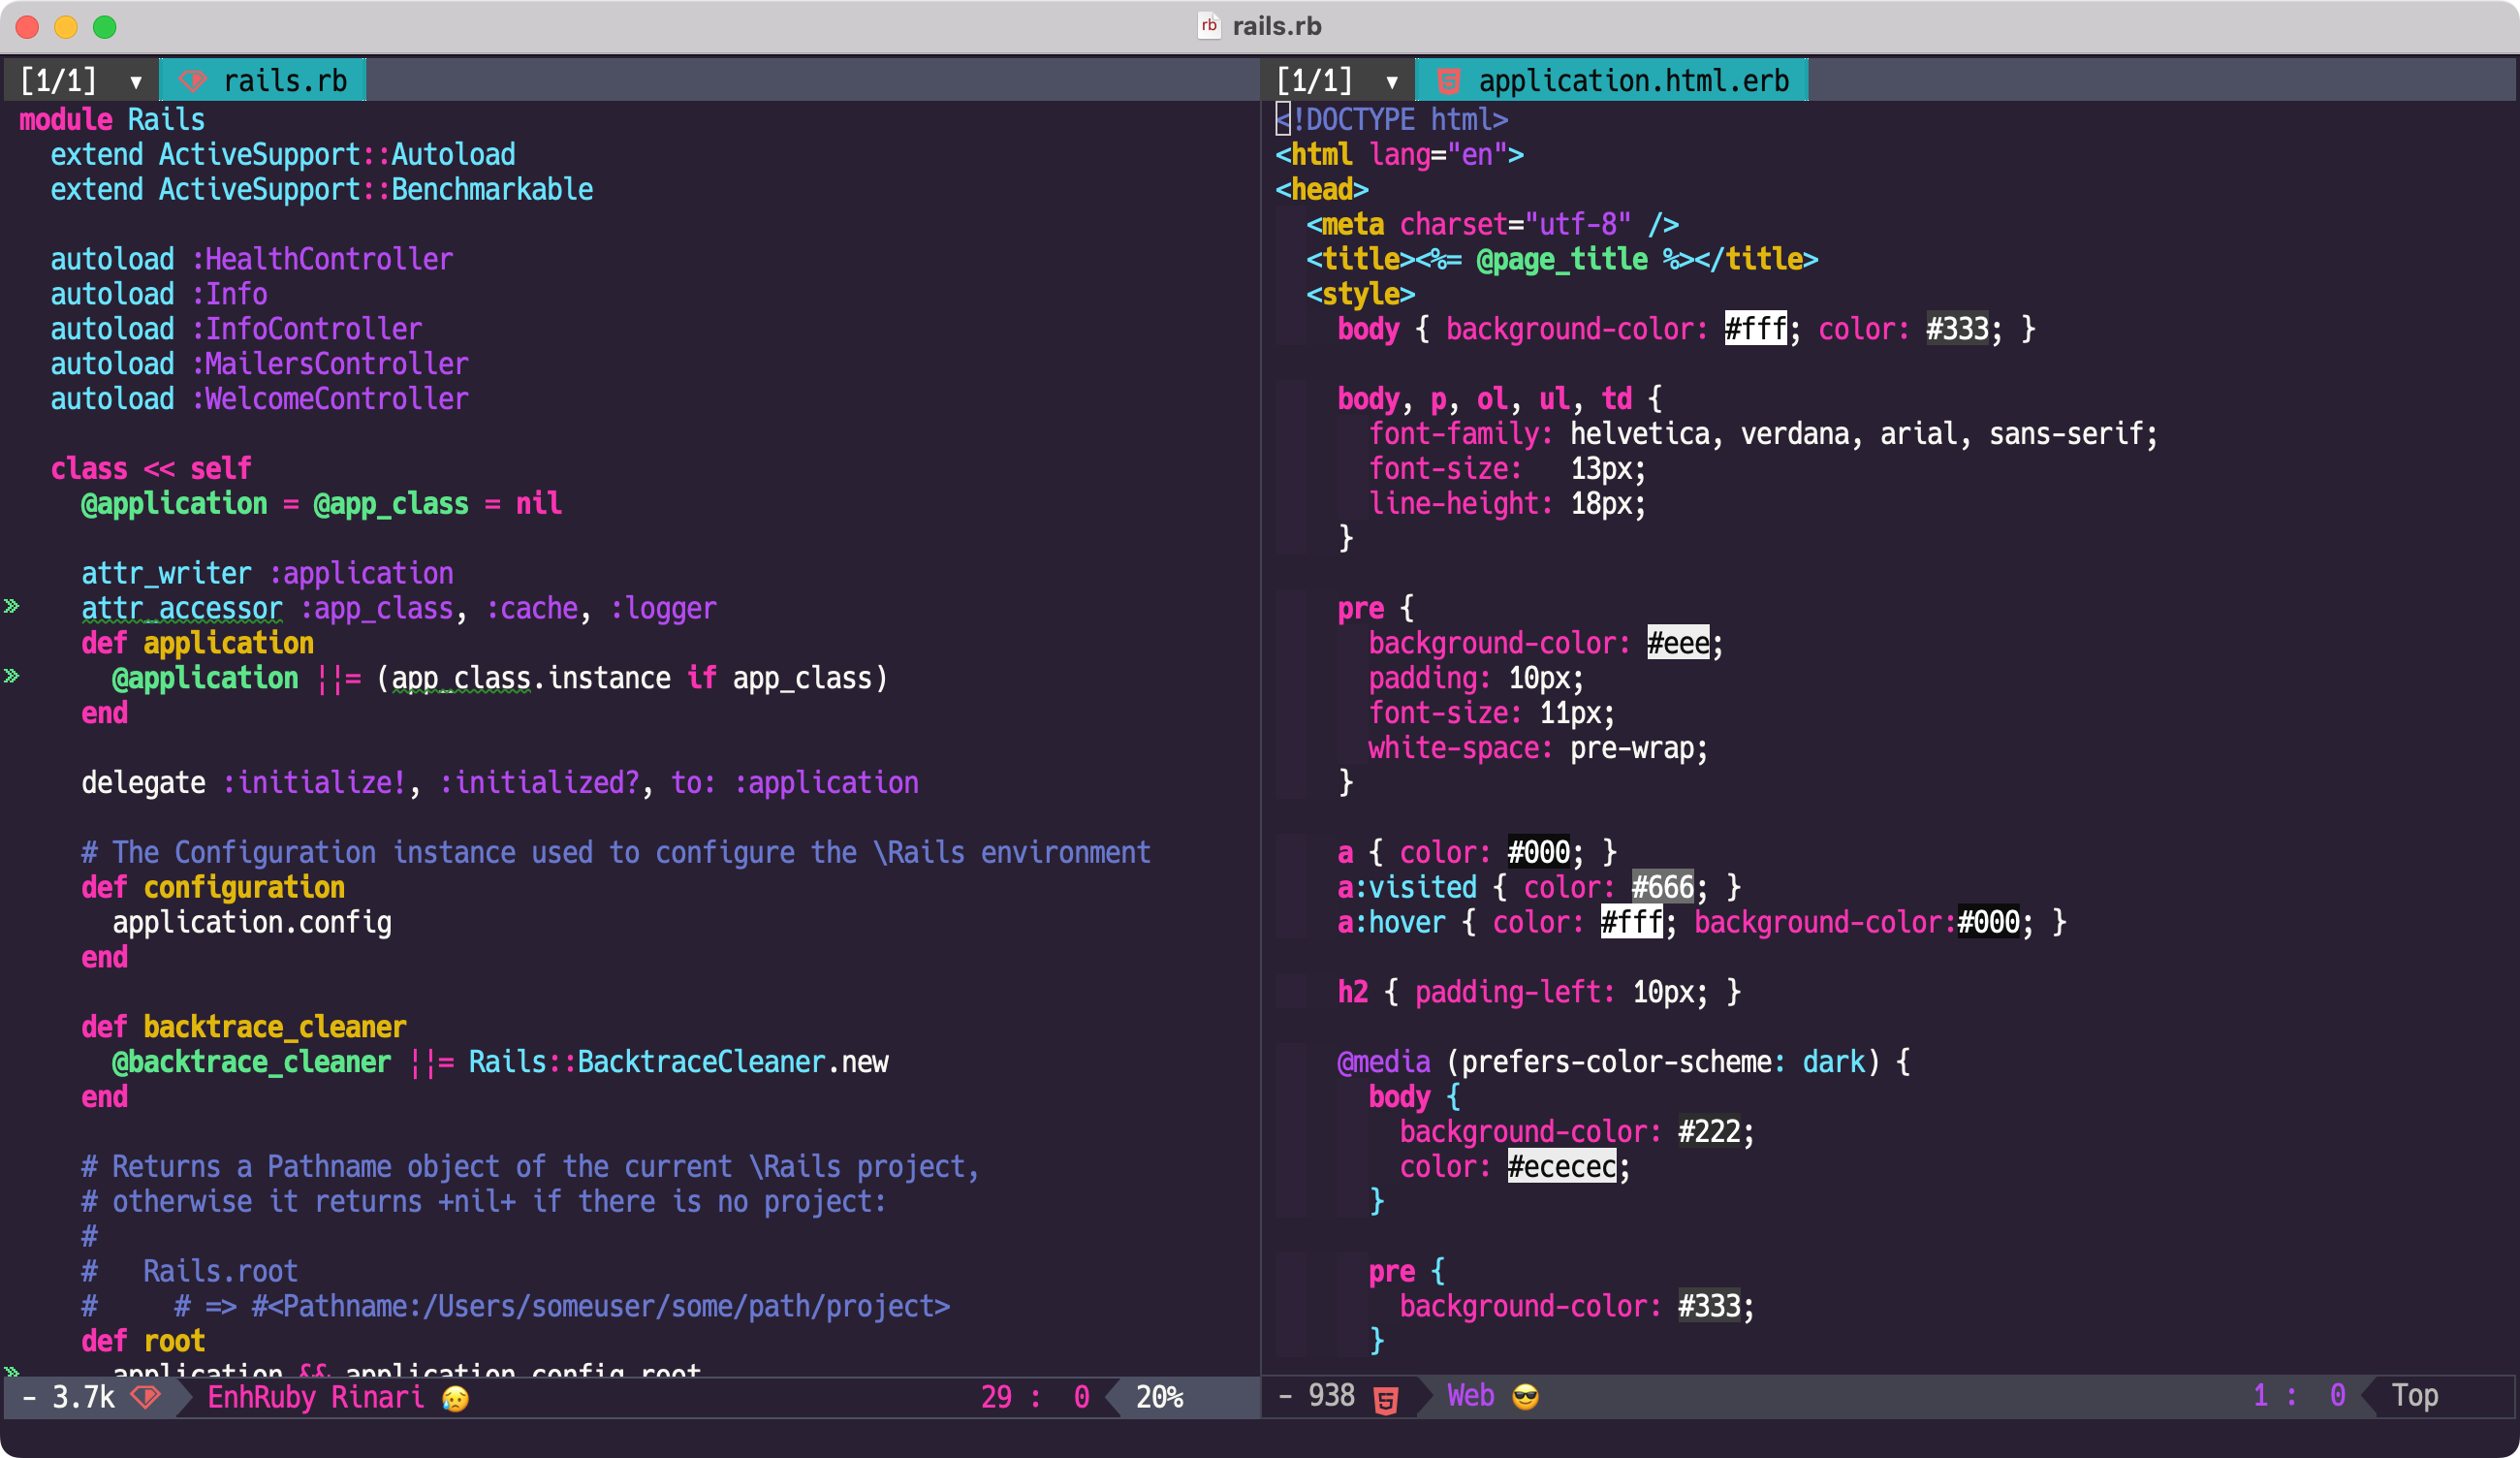 rb rails.rb
[1/1] ▾ rails.rb
module Rails
  extend ActiveSupport::Autoload
  extend ActiveSupport::Benchmarkable

  autoload :HealthController
  autoload :Info
  autoload :InfoController
  autoload :MailersController
  autoload :WelcomeController

  class << self
    @application = @app_class = nil

    attr_writer :application
    attr_accessor :app_class, :cache, :logger
    def application
      @application ||= (app_class.instance if app_class)
    end

    delegate :initialize!, :initialized?, to: :application

    # The Configuration instance used to configure the \Rails environment
    def configuration
      application.config
    end

    def backtrace_cleaner
      @backtrace_cleaner ||= Rails::BacktraceCleaner.new
    end

    # Returns a Pathname object of the current \Rails project,
    # otherwise it returns +nil+ if there is no project:
    #
    #   Rails.root
    #     # => #<Pathname:/Users/someuser/some/path/project>
    def root
      application && application.config.root
- 3.7k EnhRuby Rinari 😥 29 : 0 20%
[1/1] ▾ application.html.erb
<!DOCTYPE html>
<html lang="en">
<head>
  <meta charset="utf-8" />
  <title><%= @page_title %></title>
  <style>
    body { background-color: #fff; color: #333; }

    body, p, ol, ul, td {
      font-family: helvetica, verdana, arial, sans-serif;
      font-size:   13px;
      line-height: 18px;
    }

    pre {
      background-color: #eee;
      padding: 10px;
      font-size: 11px;
      white-space: pre-wrap;
    }

    a { color: #000; }
    a:visited { color: #666; }
    a:hover { color: #fff; background-color:#000; }

    h2 { padding-left: 10px; }

    @media (prefers-color-scheme: dark) {
      body {
        background-color: #222;
        color: #ececec;
      }

      pre {
        background-color: #333;
      }
- 938 Web 😎 1 : 0 Top